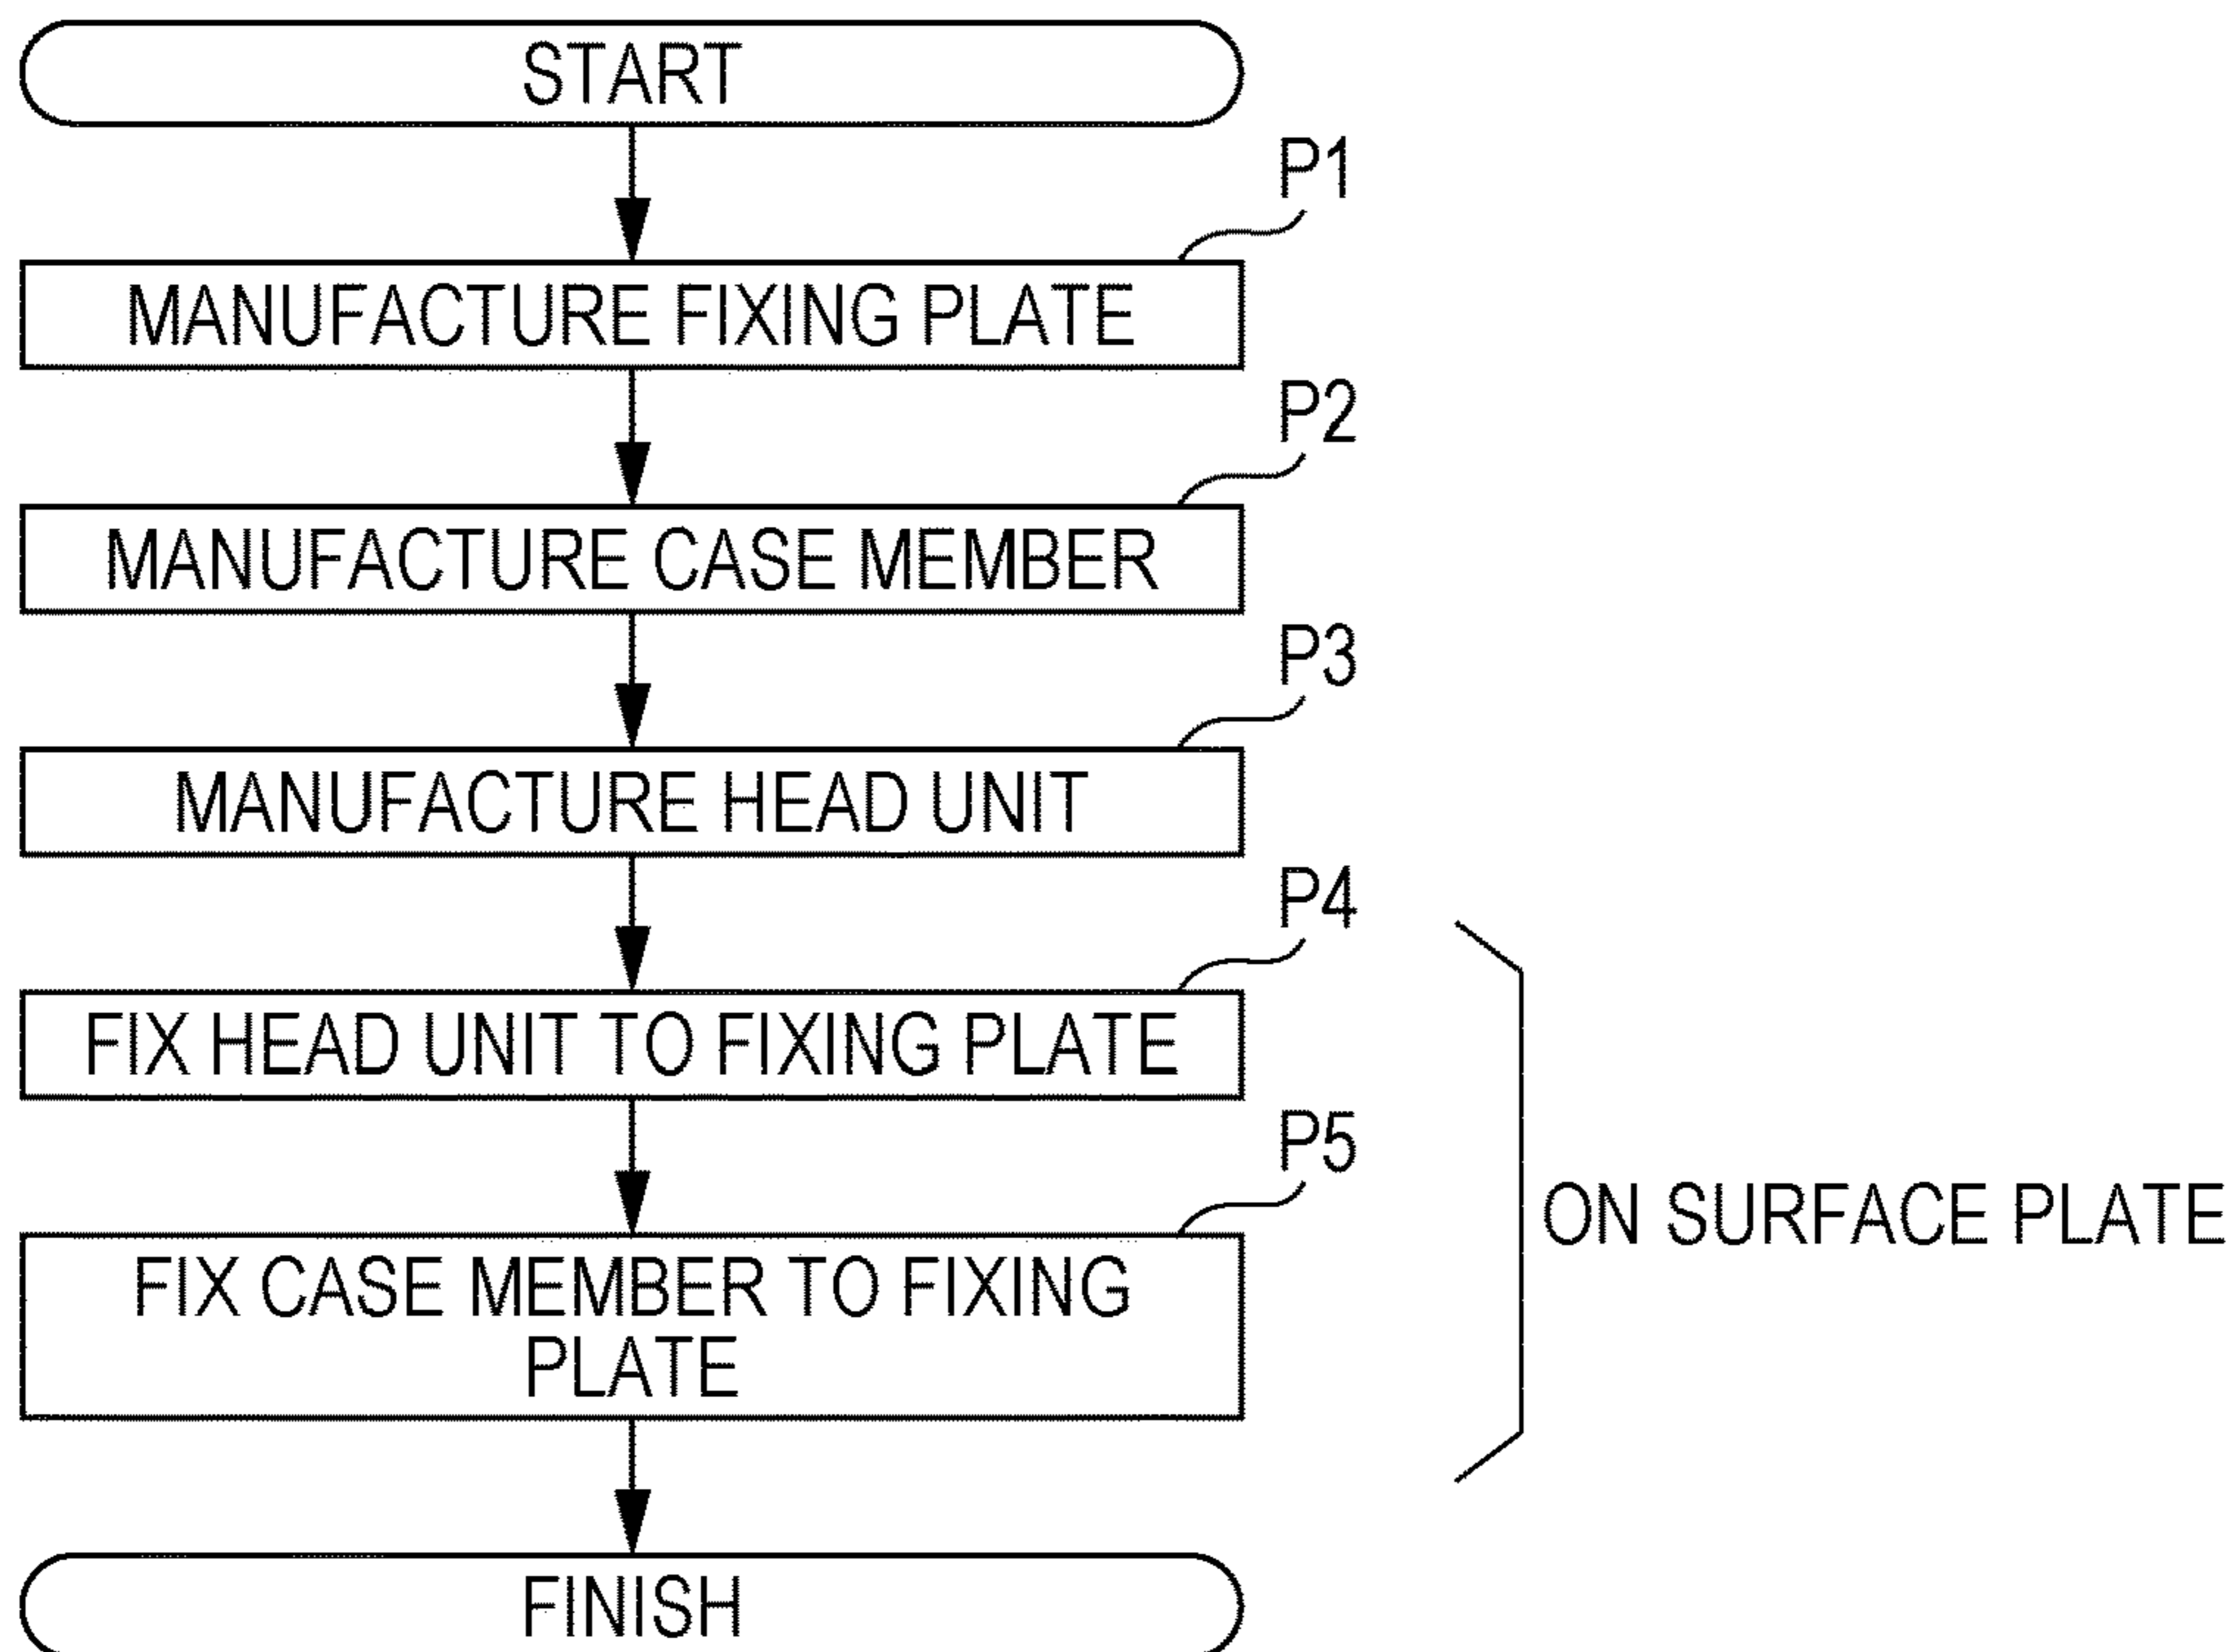 START
P1
MANUFACTURE FIXING PLATE
P2
MANUFACTURE CASE MEMBER
P3
MANUFACTURE HEAD UNIT
P4
FIX HEAD UNIT TO FIXING PLATE
P5
ON SURFACE PLATE
FIX CASE MEMBER TO FIXING
PLATE
FINISH